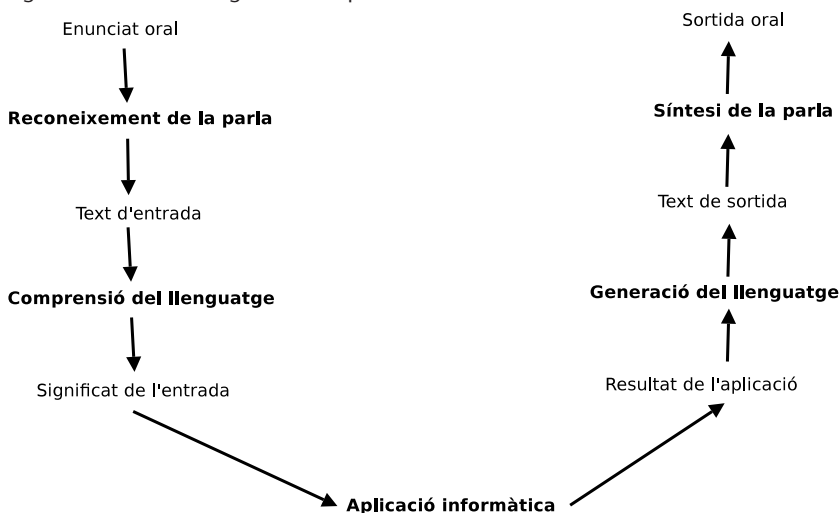 Enunciat oral
Sortida oral
Reconeixement de la parla
Síntesi de la parla
Text d'entrada
Text de sortida
Comprensió del llenguatge
Generació del llenguatge
Significat de l'entrada
Resultat de l'aplicació
Aplicació informàtica